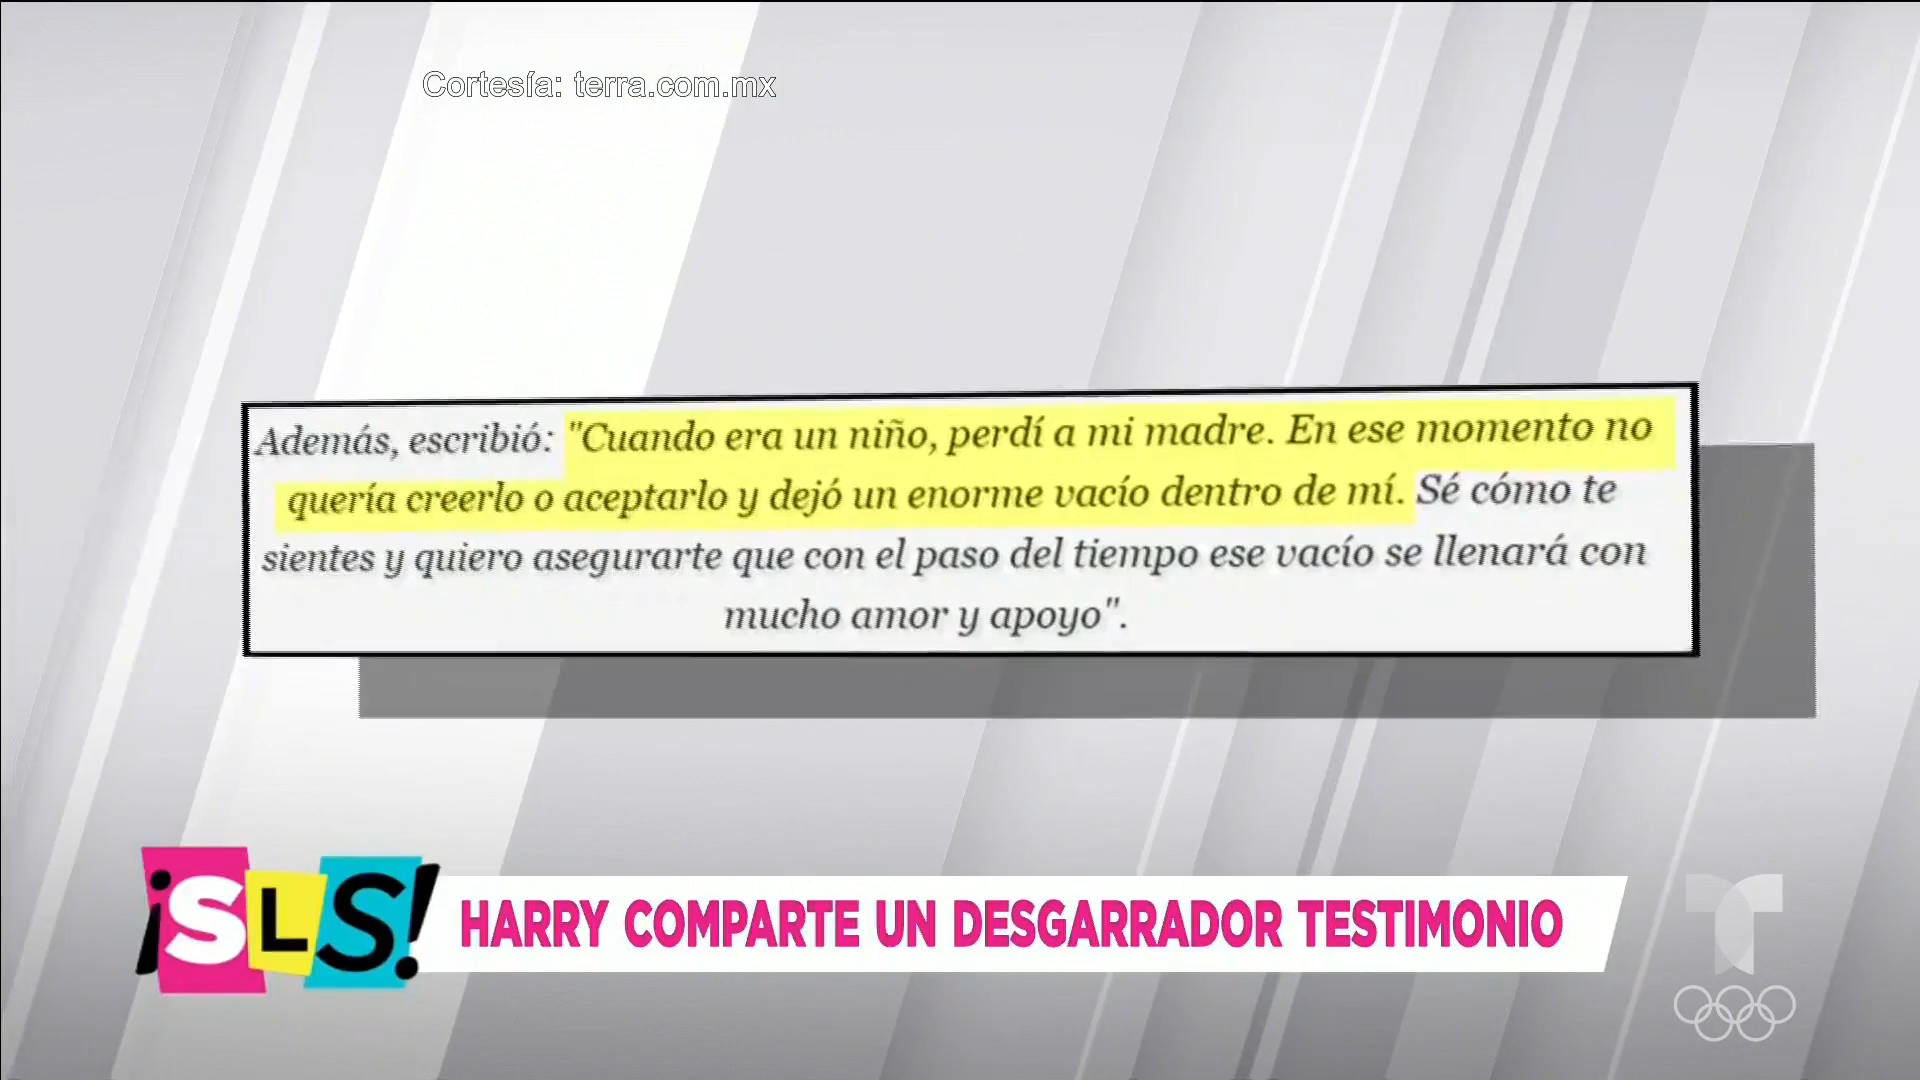 Cortesía: terra.com.mx
Además, escribió: "Cuando era un niño, perdí a mi madre. En ese momento no
quería creerlo o aceptarlo y dejó un enorme vacío dentro de mí. Sé cómo te
sientes y quiero asegurarte que con el paso del tiempo ese vacío se llenará con
mucho amor y apoyo".
¡SLS!
HARRY COMPARTE UN DESGARRADOR TESTIMONIO